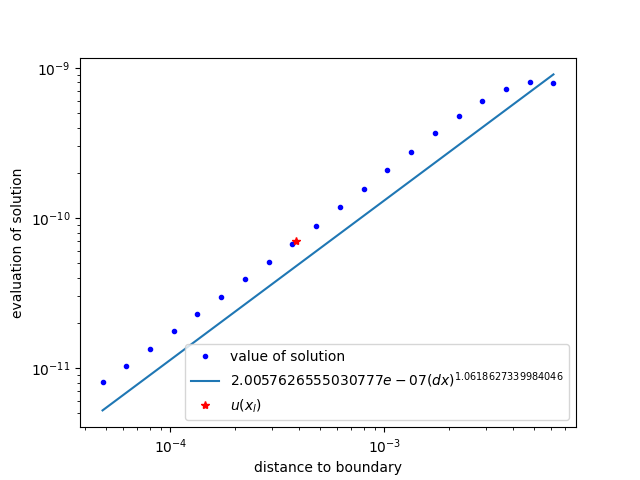 10⁻⁹
10⁻¹⁰
10⁻¹¹
evaluation of solution
value of solution
2.0057626555030777e − 07(dx)^1.0618627339984046
u(x_I)
10⁻⁴
10⁻³
distance to boundary